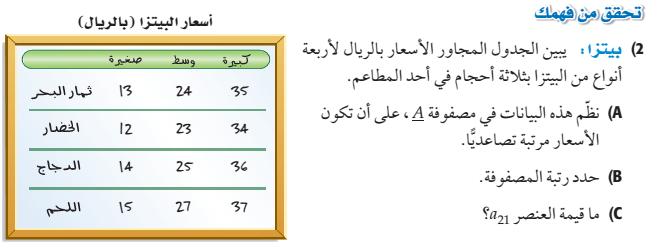 تحقق من فهمك
2) بيتزا: يبين الجدول المجاور الأسعار بالريال لأربعة
أنواع من البيتزا بثلاثة أحجام في أحد المطاعم.
A) نظّم هذه البيانات في مصفوفة A، على أن تكون
الأسعار مرتبة تصاعديًّا.
B) حدد رتبة المصفوفة.
C) ما قيمة العنصر a21؟
أسعار البيتزا (بالريال)
صغيرة وسط كبيرة
ثمار البحر 13 24 35
الخضار 12 23 34
الدجاج 14 25 36
اللحم 15 27 37